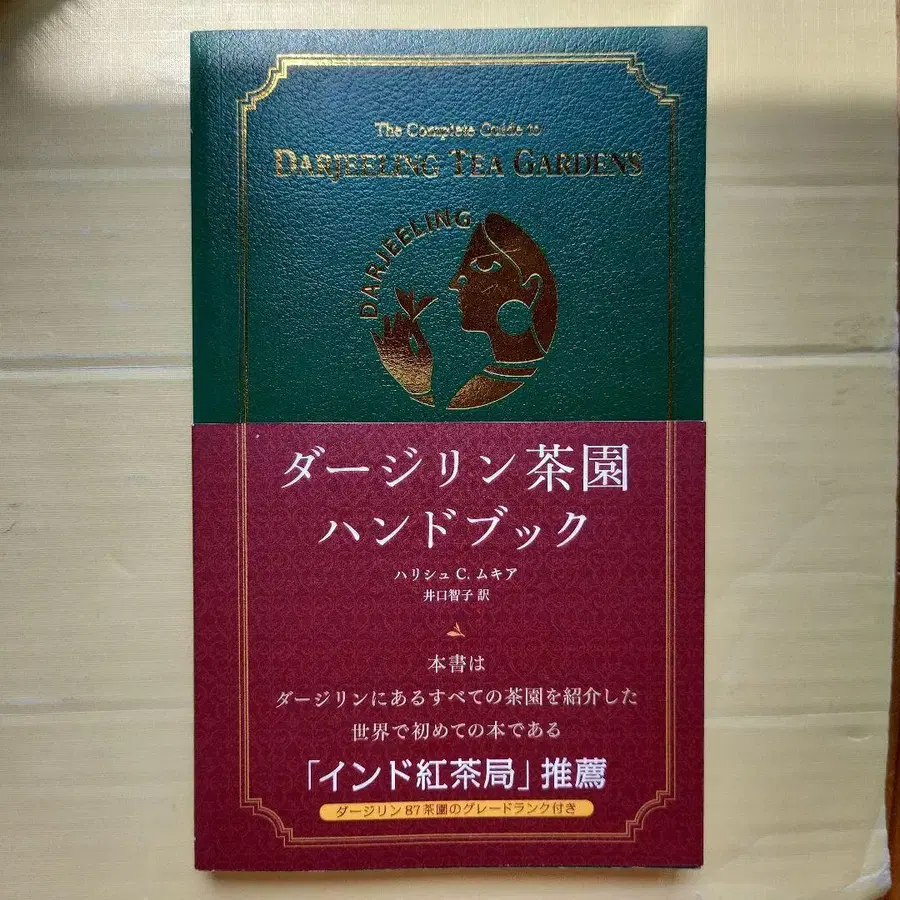 The Complete Guide to
DARJEELING TEA GARDENS
DARJEELING
ダージリン茶園
ハンドブック
ハリシュ C. ムキア
井口智子 訳
本書は
ダージリンにあるすべての茶園を紹介した
世界で初めての本である
「インド紅茶局」推薦
ダージリン 87茶園のグレードランク付き